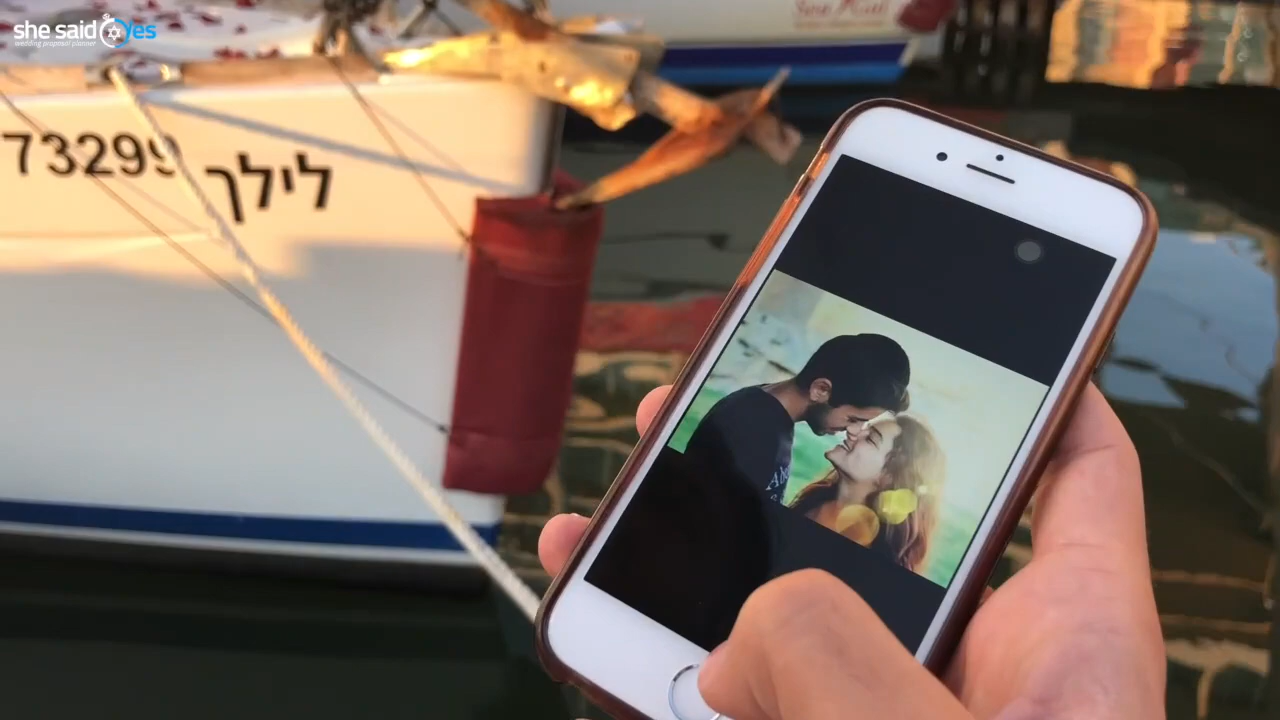 she said yes
wedding proposal planner
73299 לילך